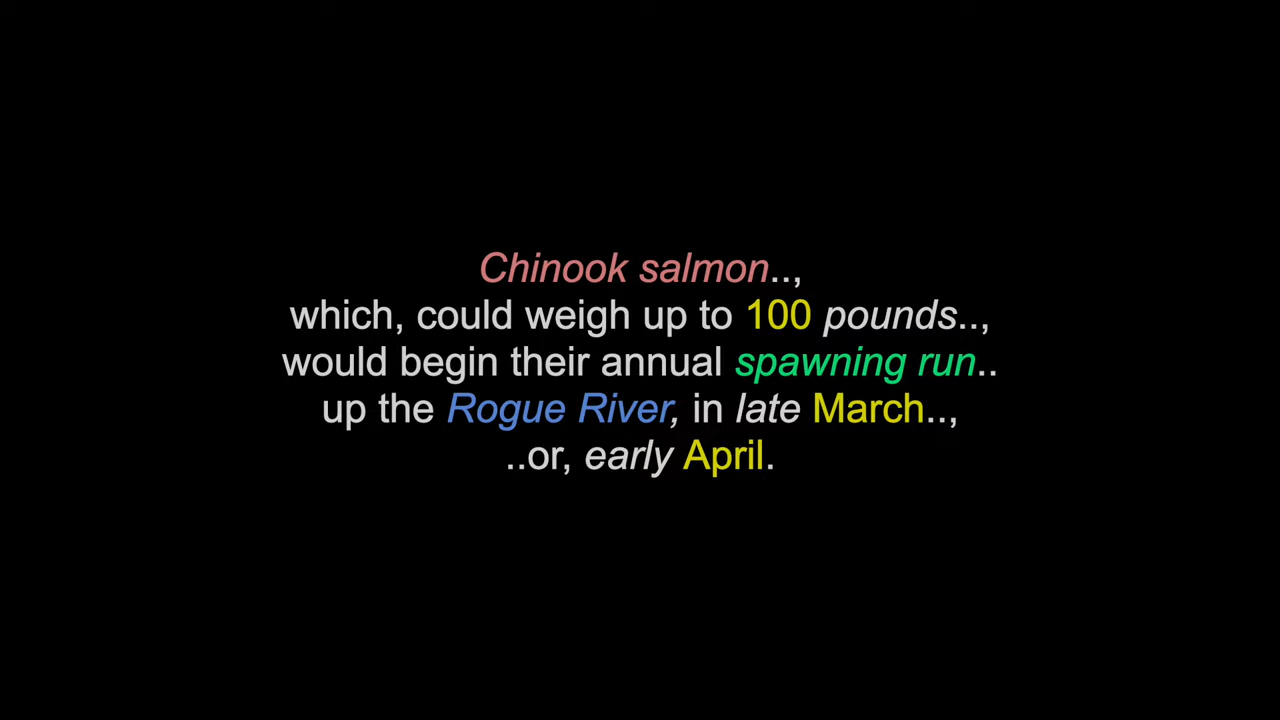 Chinook salmon..,
which, could weigh up to 100 pounds..,
would begin their annual spawning run..
up the Rogue River, in late March..,
..or, early April.